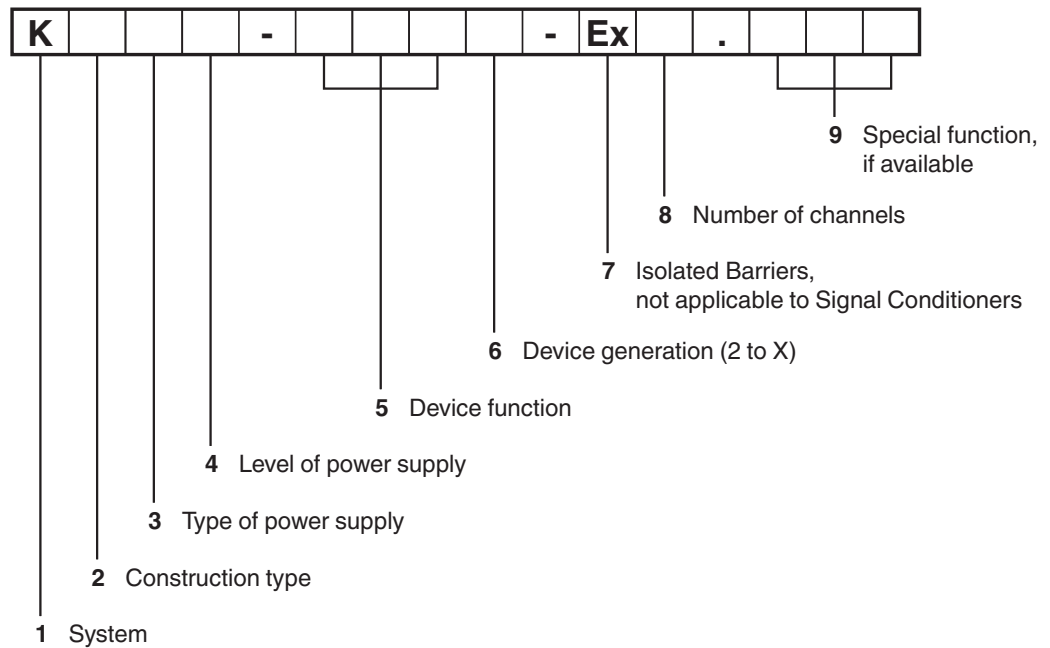 K - - Ex .
9 Special function,
if available
8 Number of channels
7 Isolated Barriers,
not applicable to Signal Conditioners
6 Device generation (2 to X)
5 Device function
4 Level of power supply
3 Type of power supply
2 Construction type
1 System